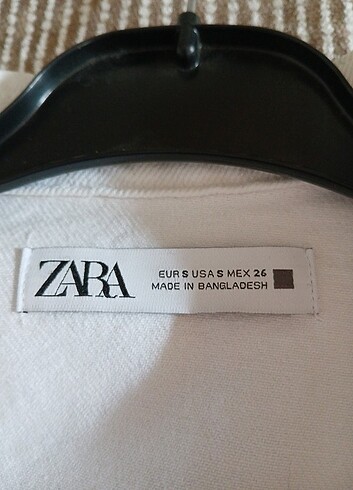 ZARA
EUR S USA S MEX 26
MADE IN BANGLADESH